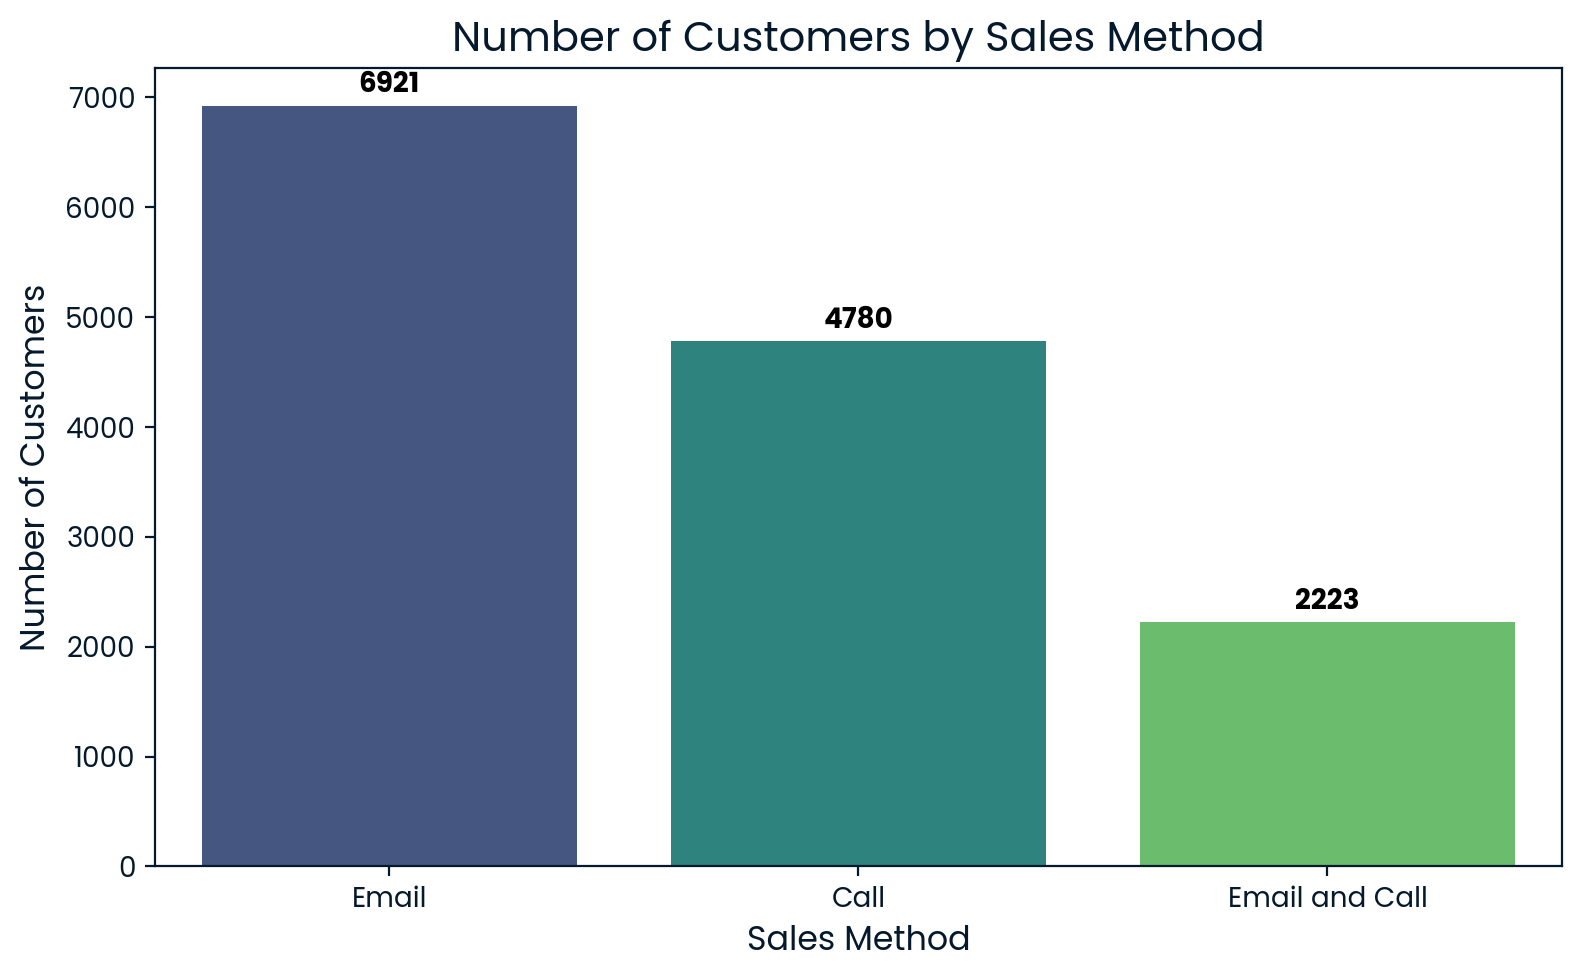 Number of Customers by Sales Method
Number of Customers
7000
6000
5000
4000
3000
2000
1000
0
6921
4780
2223
Email
Call
Email and Call
Sales Method